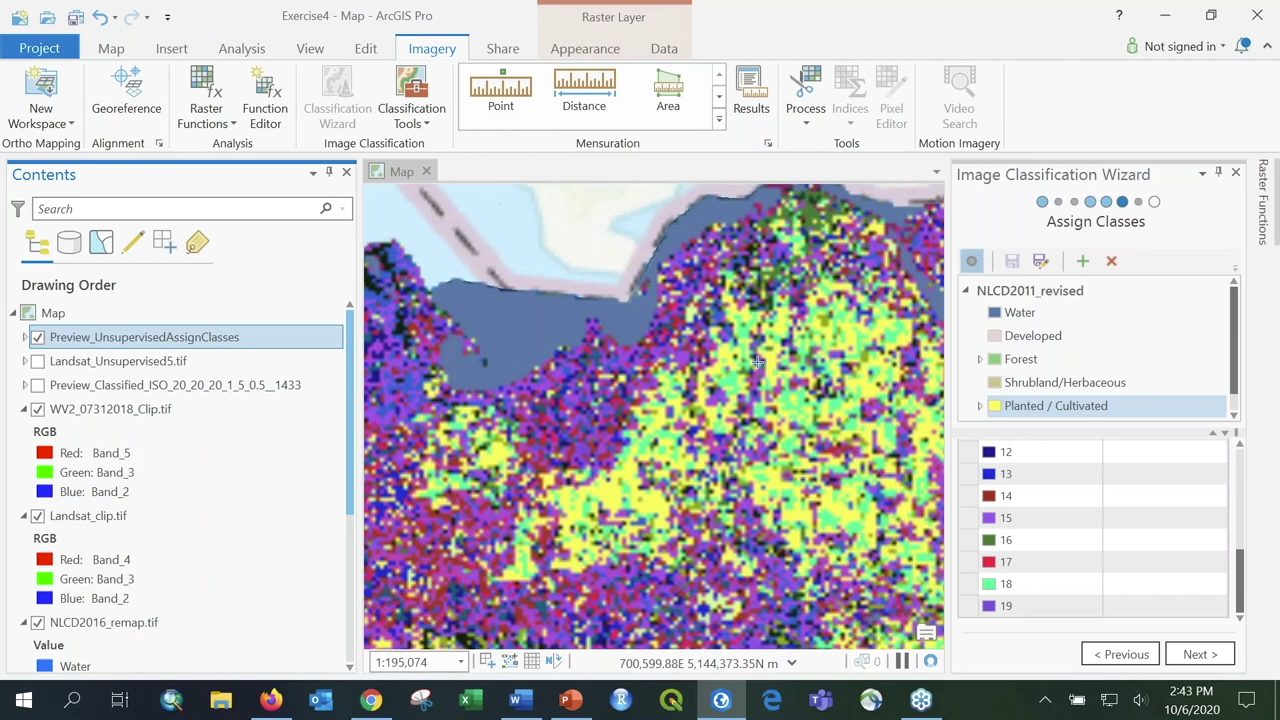 Exercise4 - Map - ArcGIS Pro
Raster Layer
?
Project
Map
Insert
Analysis
View
Edit
Imagery
Share
Appearance
Data
Not signed in
New Workspace
Georeference
Raster Functions
Function Editor
Classification Wizard
Classification Tools
Point
Distance
Area
Results
Process
Indices
Pixel Editor
Video Search
Ortho Mapping
Alignment
Analysis
Image Classification
Mensuration
Tools
Motion Imagery
Contents
Search
Drawing Order
Map
Preview_UnsupervisedAssignClasses
Landsat_Unsupervised5.tif
Preview_Classified_ISO_20_20_20_1_5_0.5__1433
WV2_07312018_Clip.tif
RGB
Red: Band_5
Green: Band_3
Blue: Band_2
Landsat_clip.tif
RGB
Red: Band_4
Green: Band_3
Blue: Band_2
NLCD2016_remap.tif
Value
Water
Map
1:195,074
700,599.88E 5,144,373.35N m
0
Image Classification Wizard
Assign Classes
NLCD2011_revised
Water
Developed
Forest
Shrubland/Herbaceous
Planted / Cultivated
12
13
14
15
16
17
18
19
< Previous
Next >
Raster Functions
2:43 PM
10/6/2020